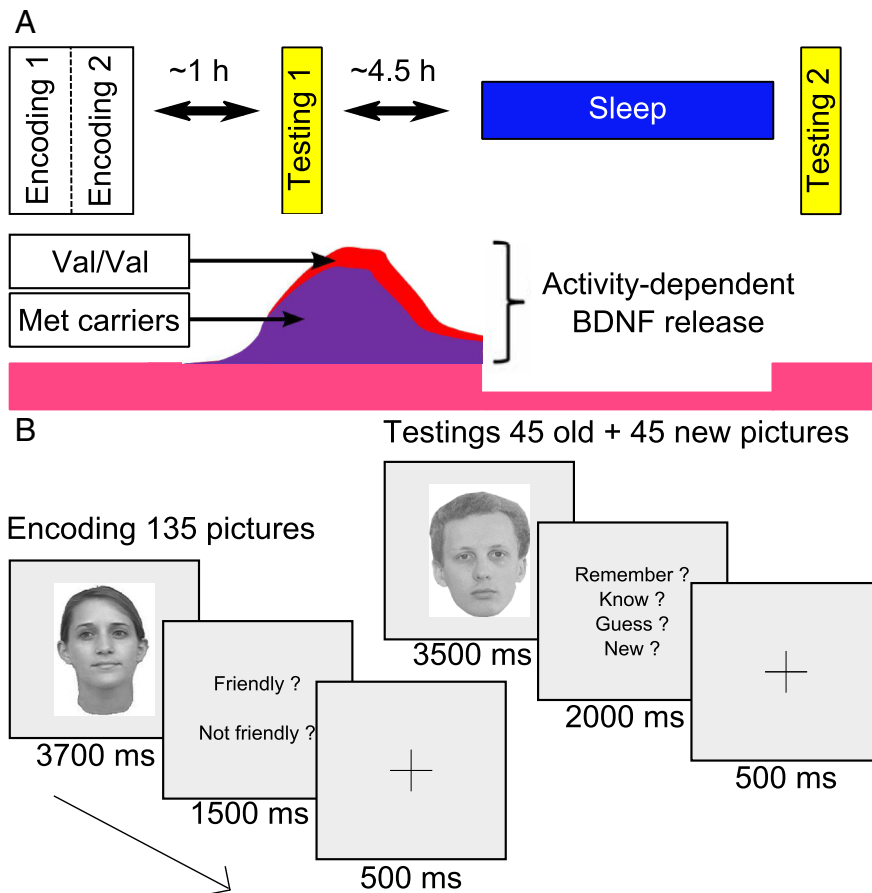 A
Encoding 1
Encoding 2
~1 h
Testing 1
~4.5 h
Sleep
Testing 2
Val/Val
Met carriers
Activity-dependent
BDNF release
B
Testings 45 old + 45 new pictures
Encoding 135 pictures
Remember ?
Know ?
Guess ?
New ?
3500 ms
2000 ms
500 ms
Friendly ?
Not friendly ?
3700 ms
1500 ms
500 ms